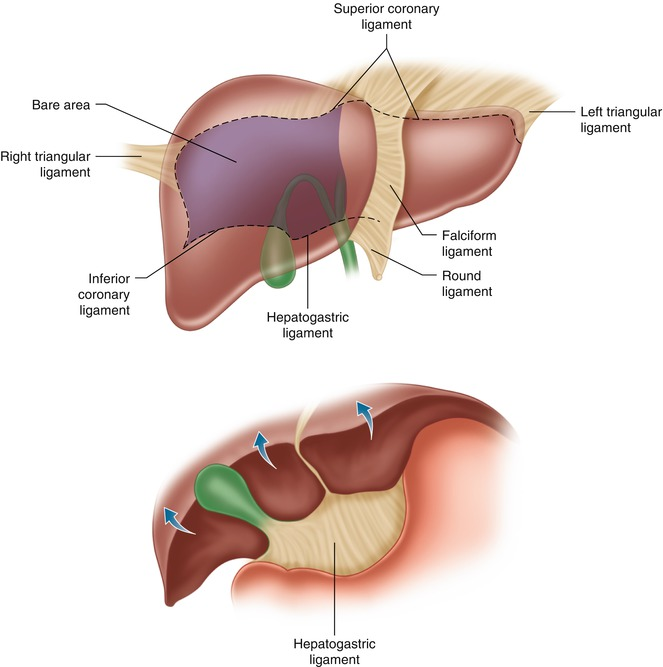 Superior coronary
ligament
Bare area
Left triangular
ligament
Right triangular
ligament
Falciform
ligament
Round
ligament
Inferior
coronary
ligament
Hepatogastric
ligament
Hepatogastric
ligament